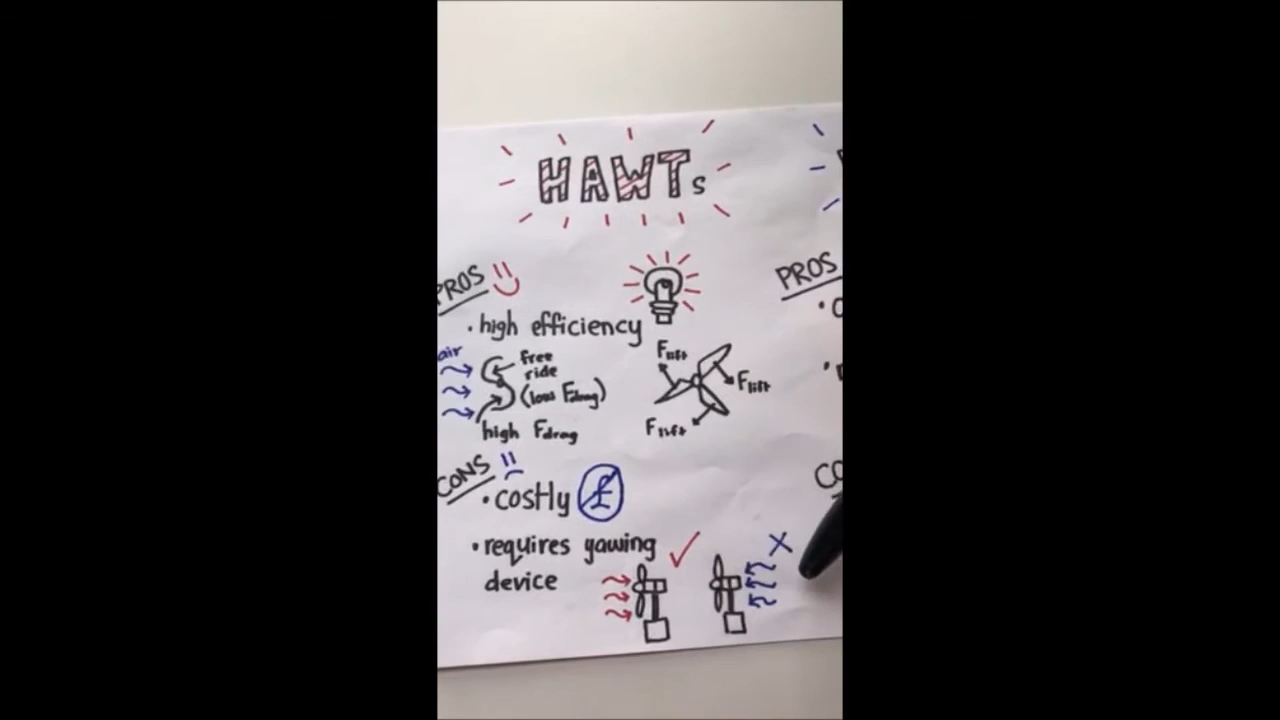 HAWTs
PROS
• high efficiency
air
free
ride
(low Fdrag)
high Fdrag
Flift
Flift
Flift
CONS
• costly £
• requires yawing
device
PROS